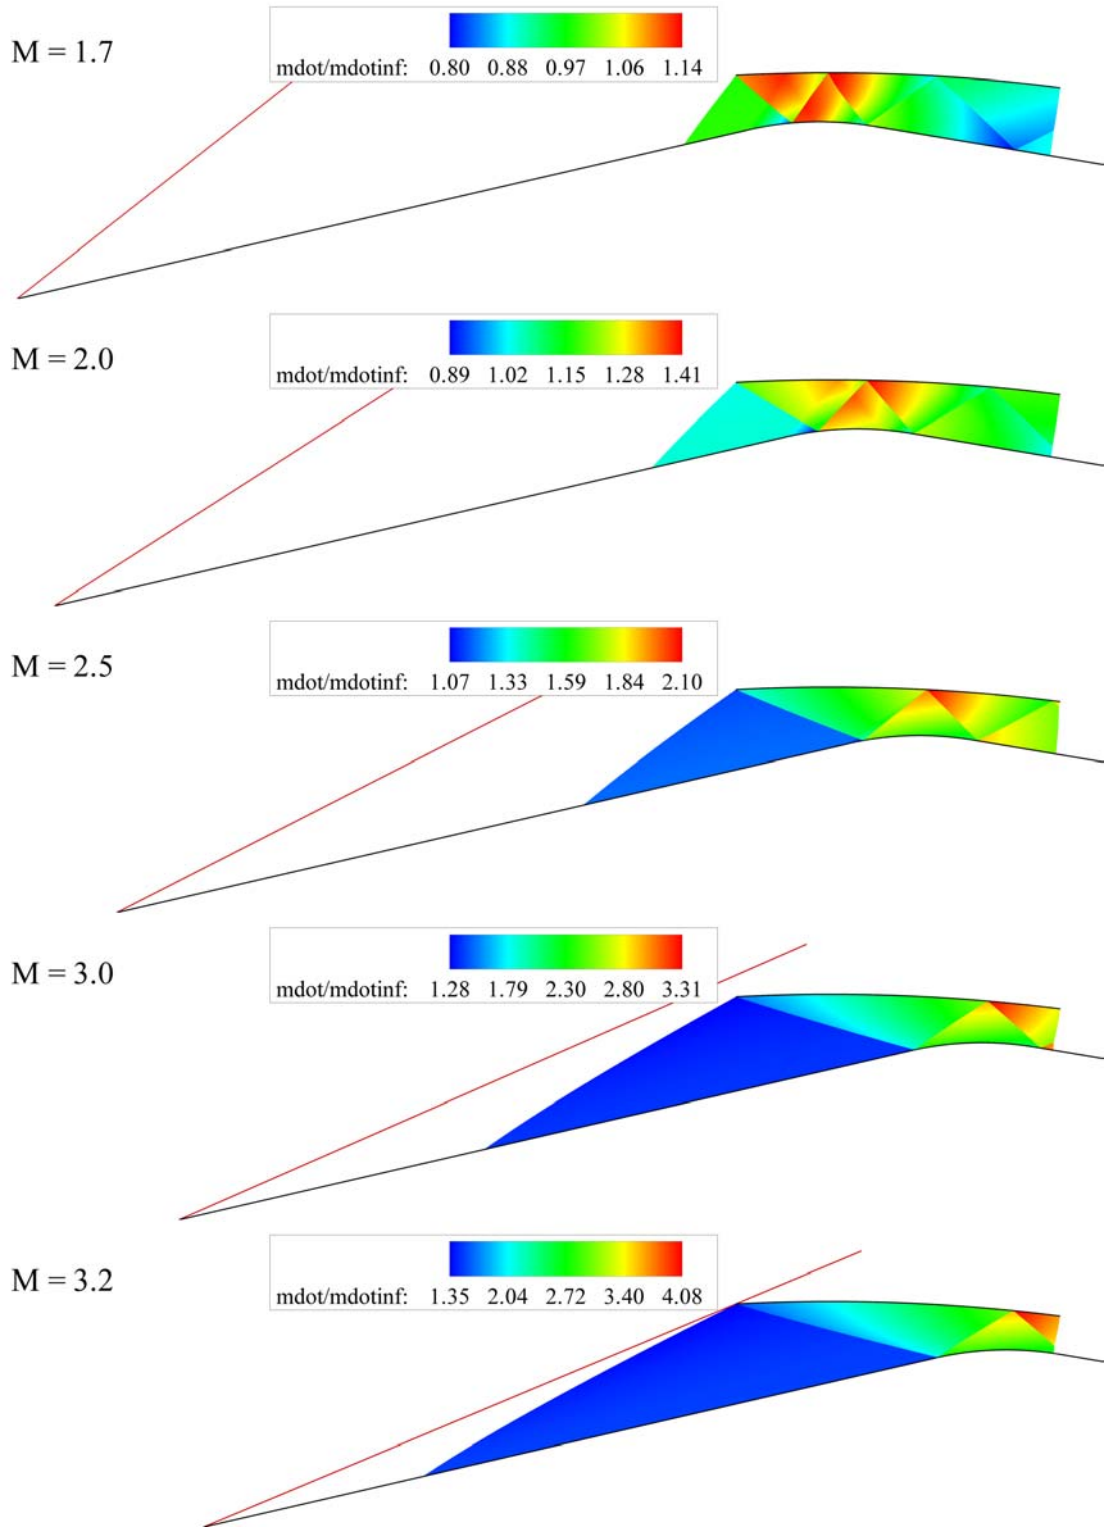 M = 1.7
mdot/mdotinf: 0.80 0.88 0.97 1.06 1.14
M = 2.0
mdot/mdotinf: 0.89 1.02 1.15 1.28 1.41
M = 2.5
mdot/mdotinf: 1.07 1.33 1.59 1.84 2.10
M = 3.0
mdot/mdotinf: 1.28 1.79 2.30 2.80 3.31
M = 3.2
mdot/mdotinf: 1.35 2.04 2.72 3.40 4.08